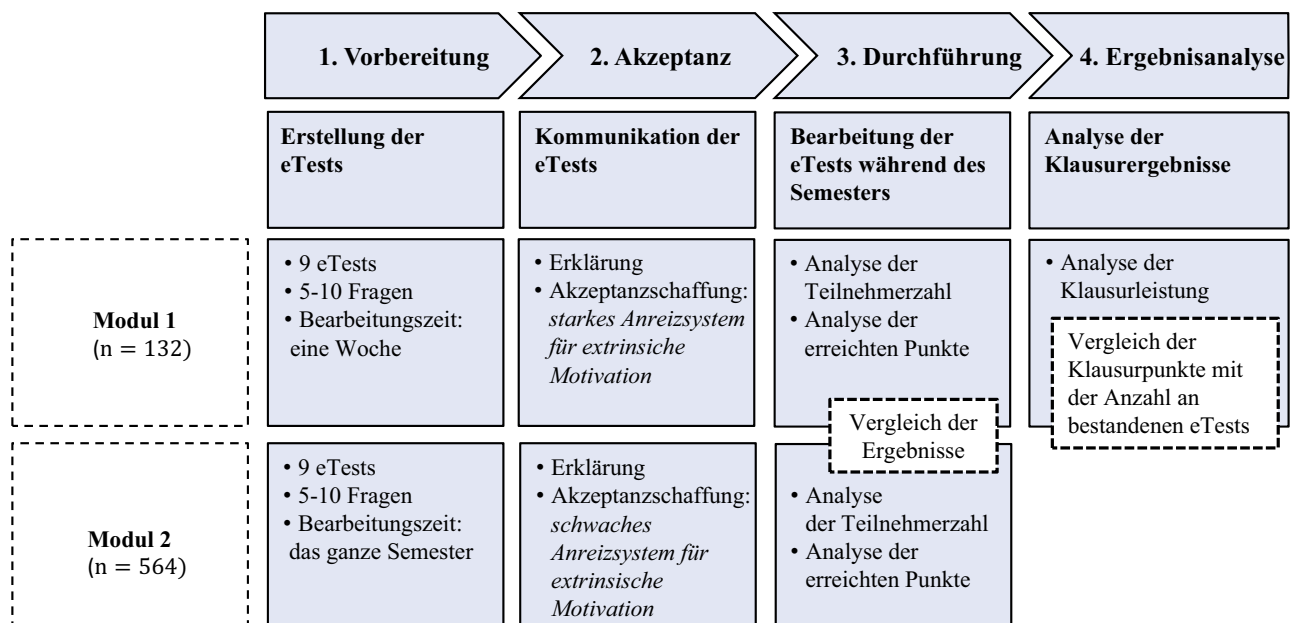 1. Vorbereitung
2. Akzeptanz
3. Durchführung
4. Ergebnisanalyse
Erstellung der
eTests
Kommunikation der
eTests
Bearbeitung der
eTests während des
Semesters
Analyse der
Klausurergebnisse
Modul 1
(n = 132)
• 9 eTests
• 5-10 Fragen
• Bearbeitungszeit:
eine Woche
• Erklärung
• Akzeptanzschaffung:
starkes Anreizsystem
für extrinsiche
Motivation
• Analyse der
Teilnehmerzahl
• Analyse der
erreichten Punkte
• Analyse der
Klausurleistung
Vergleich der
Klausurpunkte mit
der Anzahl an
bestandenen eTests
Vergleich der
Ergebnisse
Modul 2
(n = 564)
• 9 eTests
• 5-10 Fragen
• Bearbeitungszeit:
das ganze Semester
• Erklärung
• Akzeptanzschaffung:
schwaches
Anreizsystem für
extrinsische
Motivation
• Analyse
der Teilnehmerzahl
• Analyse der
erreichten Punkte